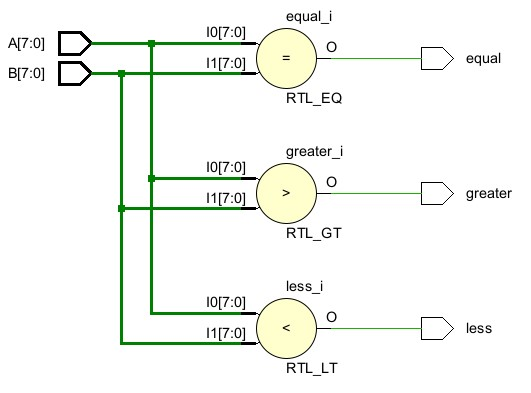 equal_i
A[7:0]
I0[7:0]
O
B[7:0]
I1[7:0]
=
equal
RTL_EQ
greater_i
I0[7:0]
O
I1[7:0]
>
greater
RTL_GT
less_i
I0[7:0]
O
I1[7:0]
<
less
RTL_LT